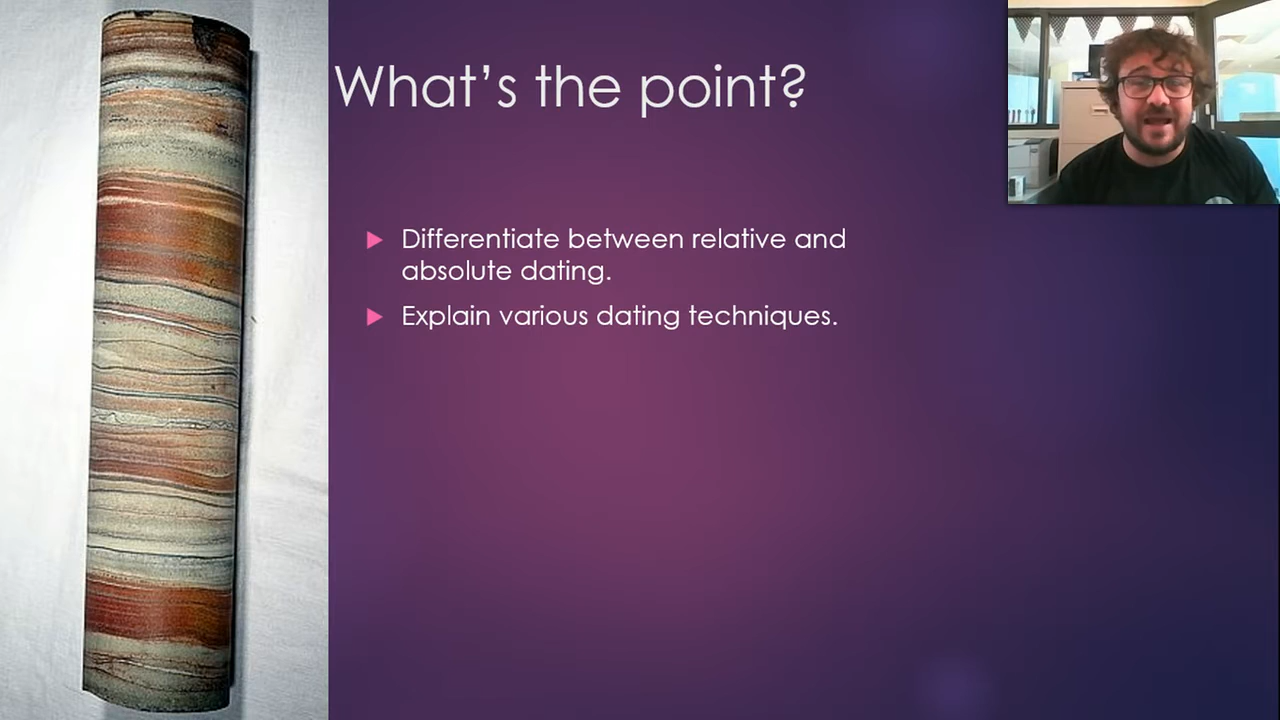 What's the point?
Differentiate between relative and
absolute dating.
Explain various dating techniques.